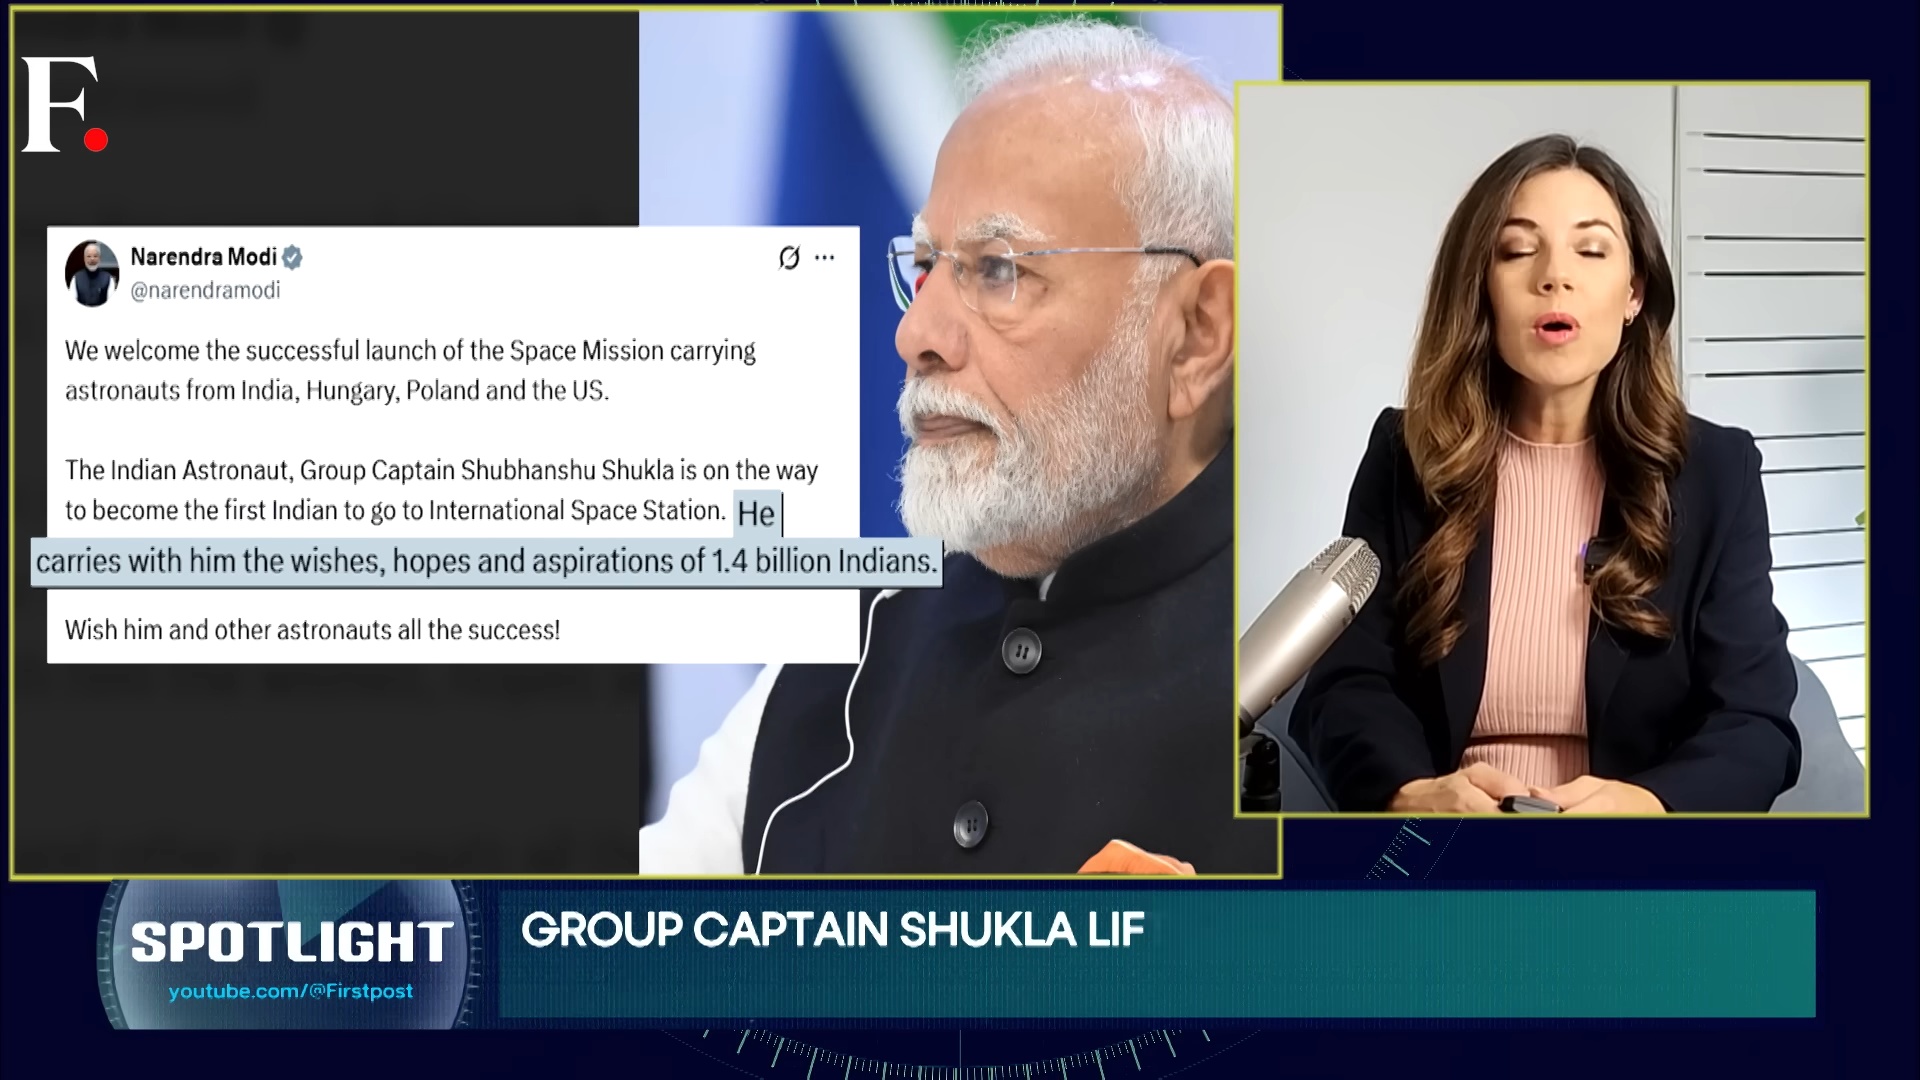 F.
Narendra Modi
@narendramodi
We welcome the successful launch of the Space Mission carrying
astronauts from India, Hungary, Poland and the US.
The Indian Astronaut, Group Captain Shubhanshu Shukla is on the way
to become the first Indian to go to International Space Station. He
carries with him the wishes, hopes and aspirations of 1.4 billion Indians.
Wish him and other astronauts all the success!
SPOTLIGHT
youtube.com/@Firstpost
GROUP CAPTAIN SHUKLA LIF